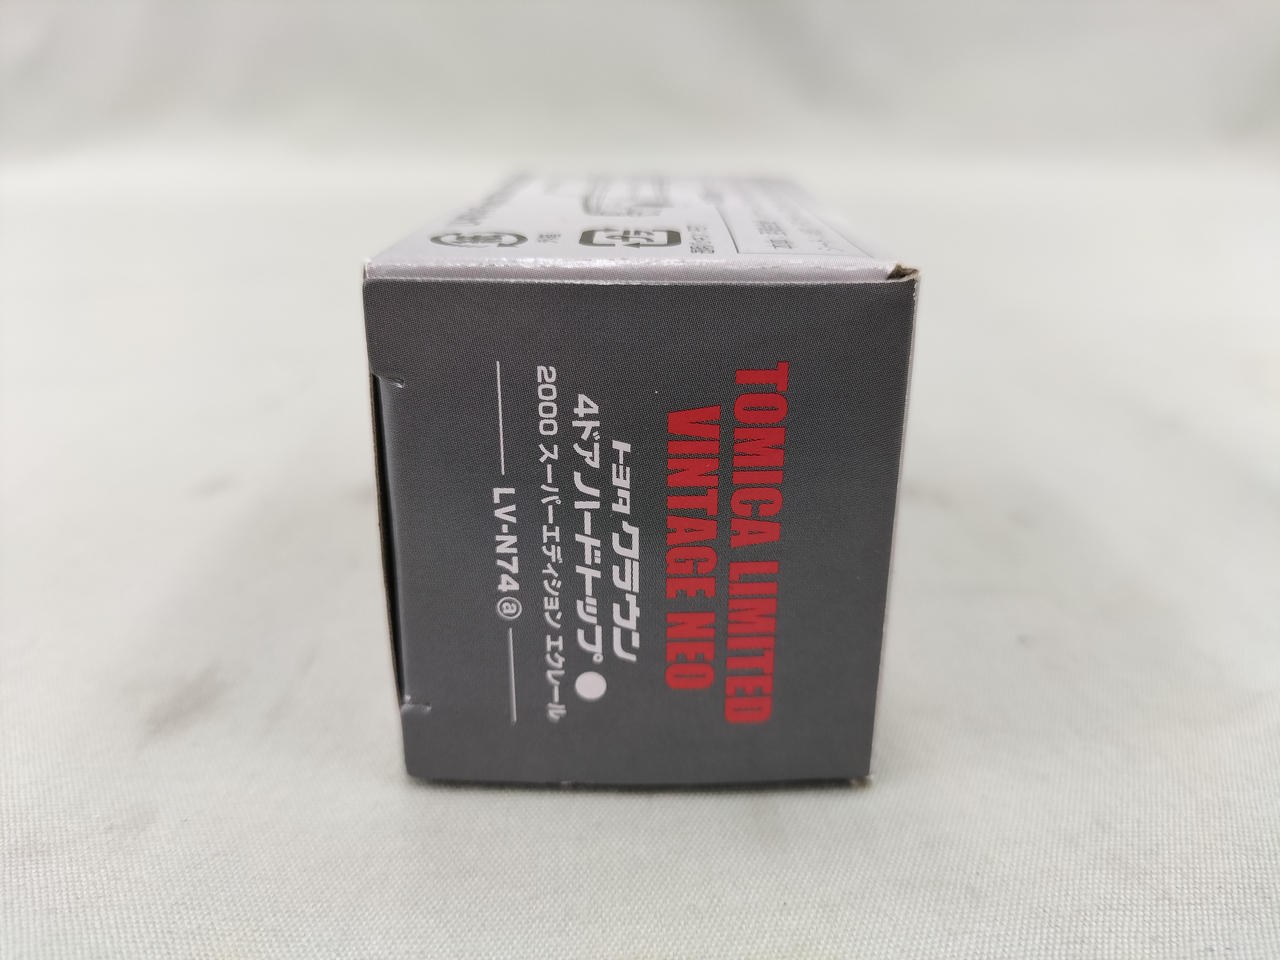 TOMICA LIMITED
VINTAGE NEO
トヨタ クラウン
4ドア ハードトップ
2000 スーパーエディション エクレール
LV-N74 ⓐ